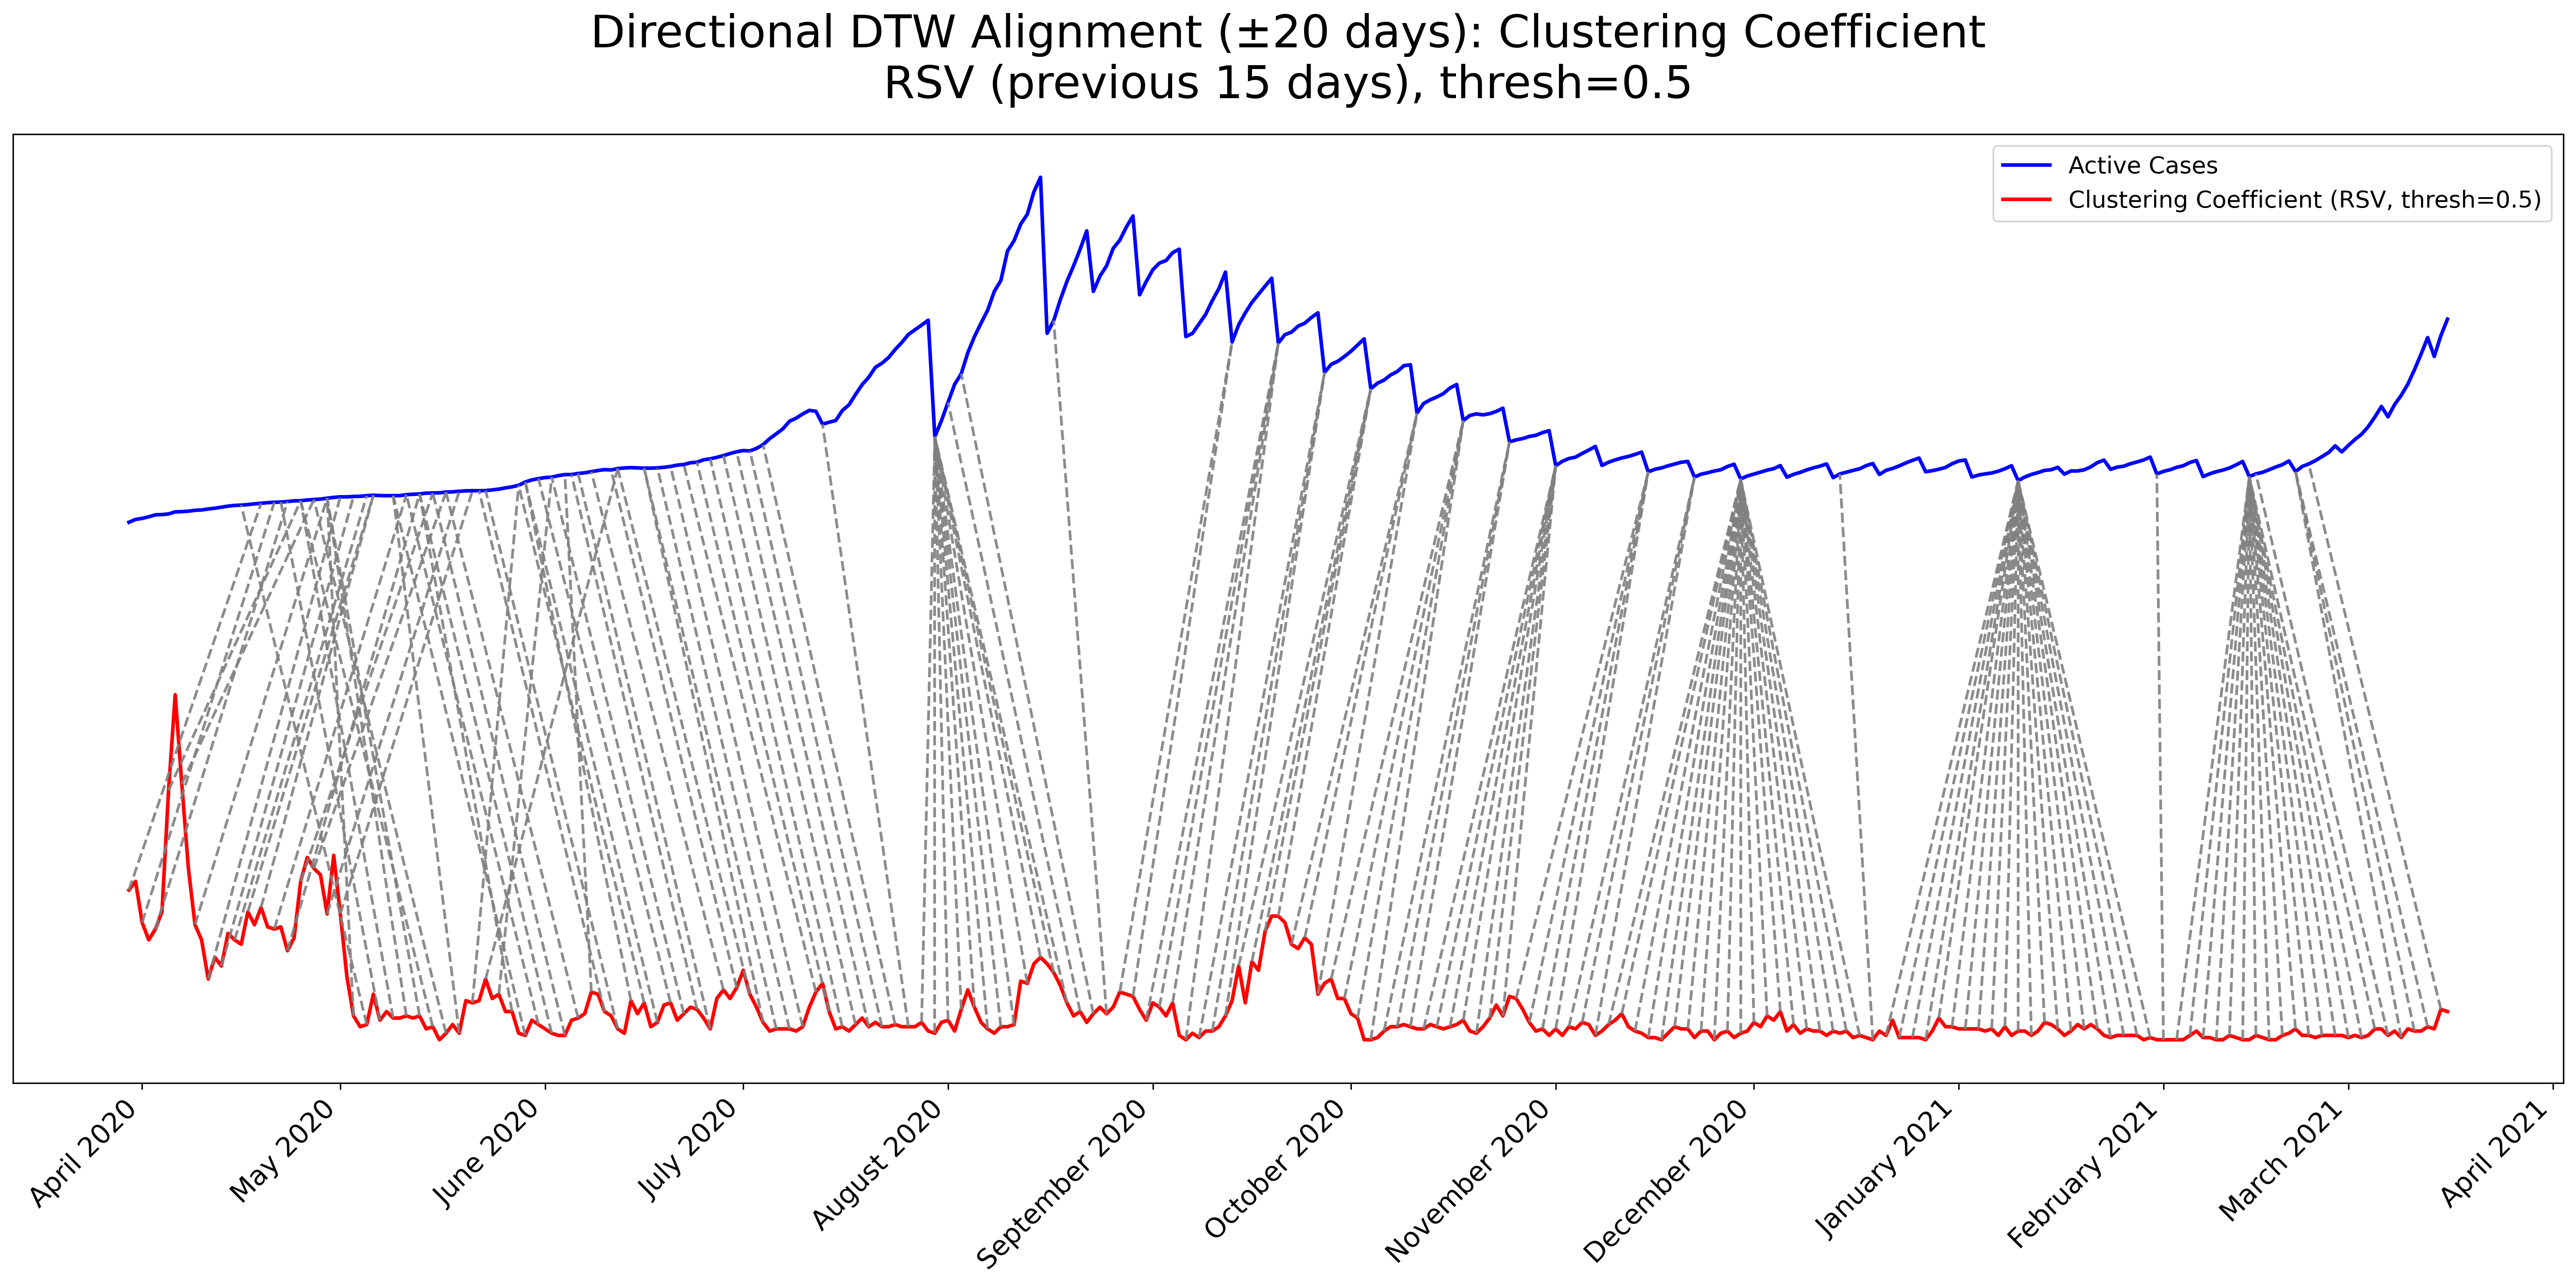 Directional DTW Alignment (±20 days): Clustering Coefficient
RSV (previous 15 days), thresh=0.5
Active Cases
Clustering Coefficient (RSV, thresh=0.5)
April 2020
May 2020
June 2020
July 2020
August 2020
September 2020
October 2020
November 2020
December 2020
January 2021
February 2021
March 2021
April 2021